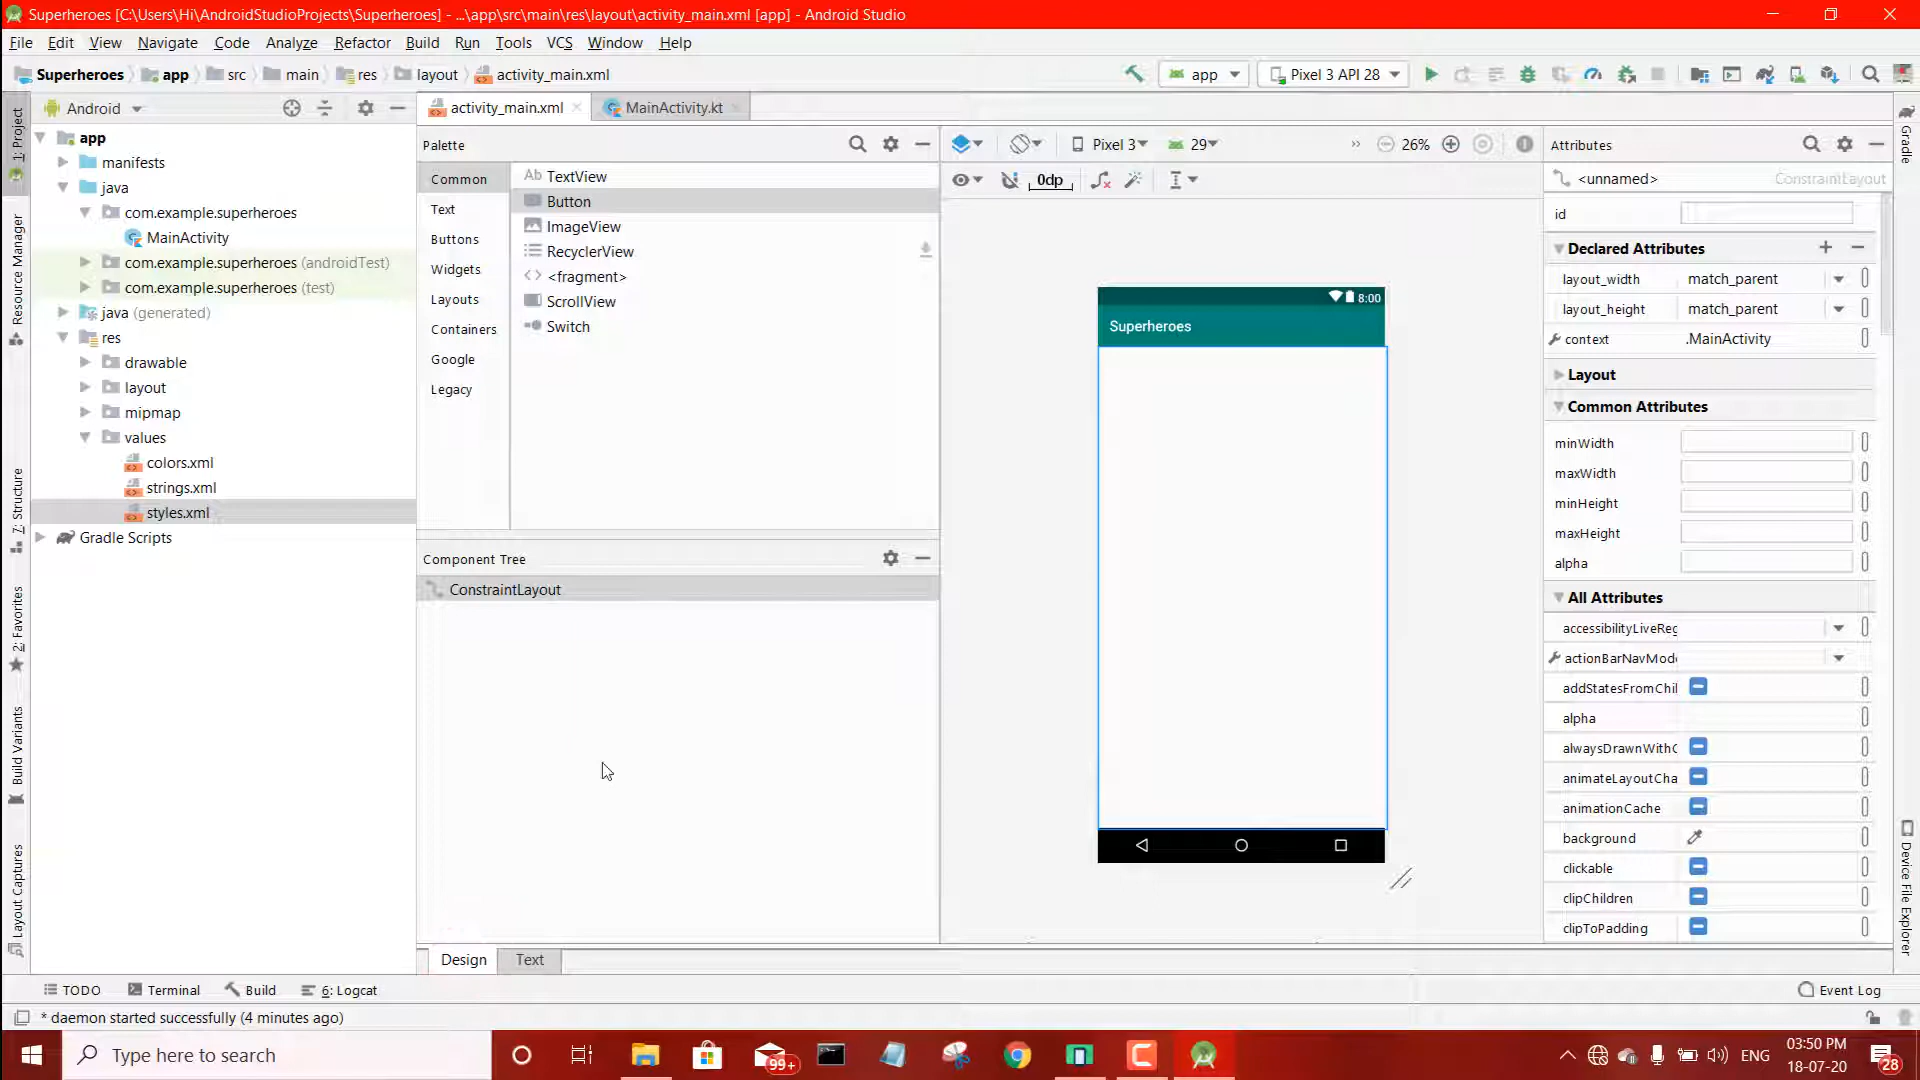 Superheroes [C:\Users\Hi\AndroidStudioProjects\Superheroes] - ...\app\src\main\res\layout\activity_main.xml [app] - Android Studio
File Edit View Navigate Code Analyze Refactor Build Run Tools VCS Window Help
Superheroes app src main res layout activity_main.xml
app
Pixel 3 API 28
Android
activity_main.xml
MainActivity.kt
1: Project
Resource Manager
7: Structure
2: Favorites
Build Variants
Layout Captures
app
manifests
java
com.example.superheroes
MainActivity
com.example.superheroes (androidTest)
com.example.superheroes (test)
java (generated)
res
drawable
layout
mipmap
values
colors.xml
strings.xml
styles.xml
Gradle Scripts
Palette
Common
Text
Buttons
Widgets
Layouts
Containers
Google
Legacy
Ab TextView
Button
ImageView
RecyclerView
<fragment>
ScrollView
Switch
Component Tree
ConstraintLayout
Pixel 3
29
26%
0dp
8:00
Superheroes
Attributes
<unnamed>
ConstraintLayout
id
Declared Attributes
layout_width match_parent
layout_height match_parent
context .MainActivity
Layout
Common Attributes
minWidth
maxWidth
minHeight
maxHeight
alpha
All Attributes
accessibilityLiveReg
actionBarNavMod
addStatesFromChil
alpha
alwaysDrawnWithC
animateLayoutCha
animationCache
background
clickable
clipChildren
clipToPadding
Gradle
Device File Explorer
Design Text
TODO Terminal Build 6: Logcat
Event Log
* daemon started successfully (4 minutes ago)
Type here to search
99+
ENG
03:50 PM
18-07-20
28